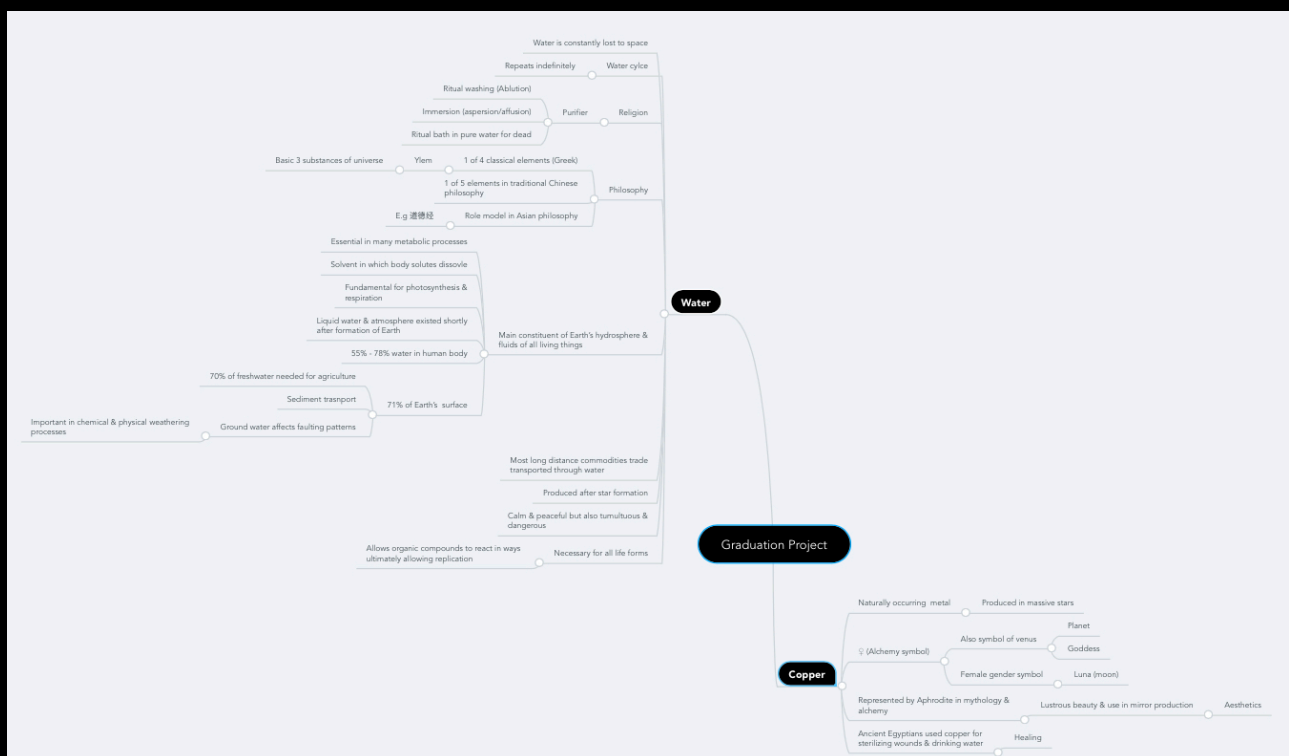 Water is constantly lost to space
Repeats indefinitely
Water cylce
Ritual washing (Ablution)
Immersion (aspersion/affusion)
Purifier
Religion
Ritual bath in pure water for dead
Basic 3 substances of universe
Ylem
1 of 4 classical elements (Greek)
1 of 5 elements in traditional Chinese
philosophy
Philosophy
E.g 道德经
Role model in Asian philosophy
Essential in many metabolic processes
Solvent in which body solutes dissovle
Fundamental for photosynthesis &
respiration
Liquid water & atmosphere existed shortly
after formation of Earth
55% - 78% water in human body
Main constituent of Earth's hydrosphere &
fluids of all living things
70% of freshwater needed for agriculture
Sediment trasnport
71% of Earth's surface
Important in chemical & physical weathering
processes
Ground water affects faulting patterns
Most long distance commodities trade
transported through water
Produced after star formation
Calm & peaceful but also tumultuous &
dangerous
Allows organic compounds to react in ways
ultimately allowing replication
Necessary for all life forms
Water
Graduation Project
Copper
Naturally occurring metal
Produced in massive stars
♀ (Alchemy symbol)
Also symbol of venus
Planet
Goddess
Female gender symbol
Luna (moon)
Represented by Aphrodite in mythology &
alchemy
Lustrous beauty & use in mirror production
Aesthetics
Ancient Egyptians used copper for
sterilizing wounds & drinking water
Healing